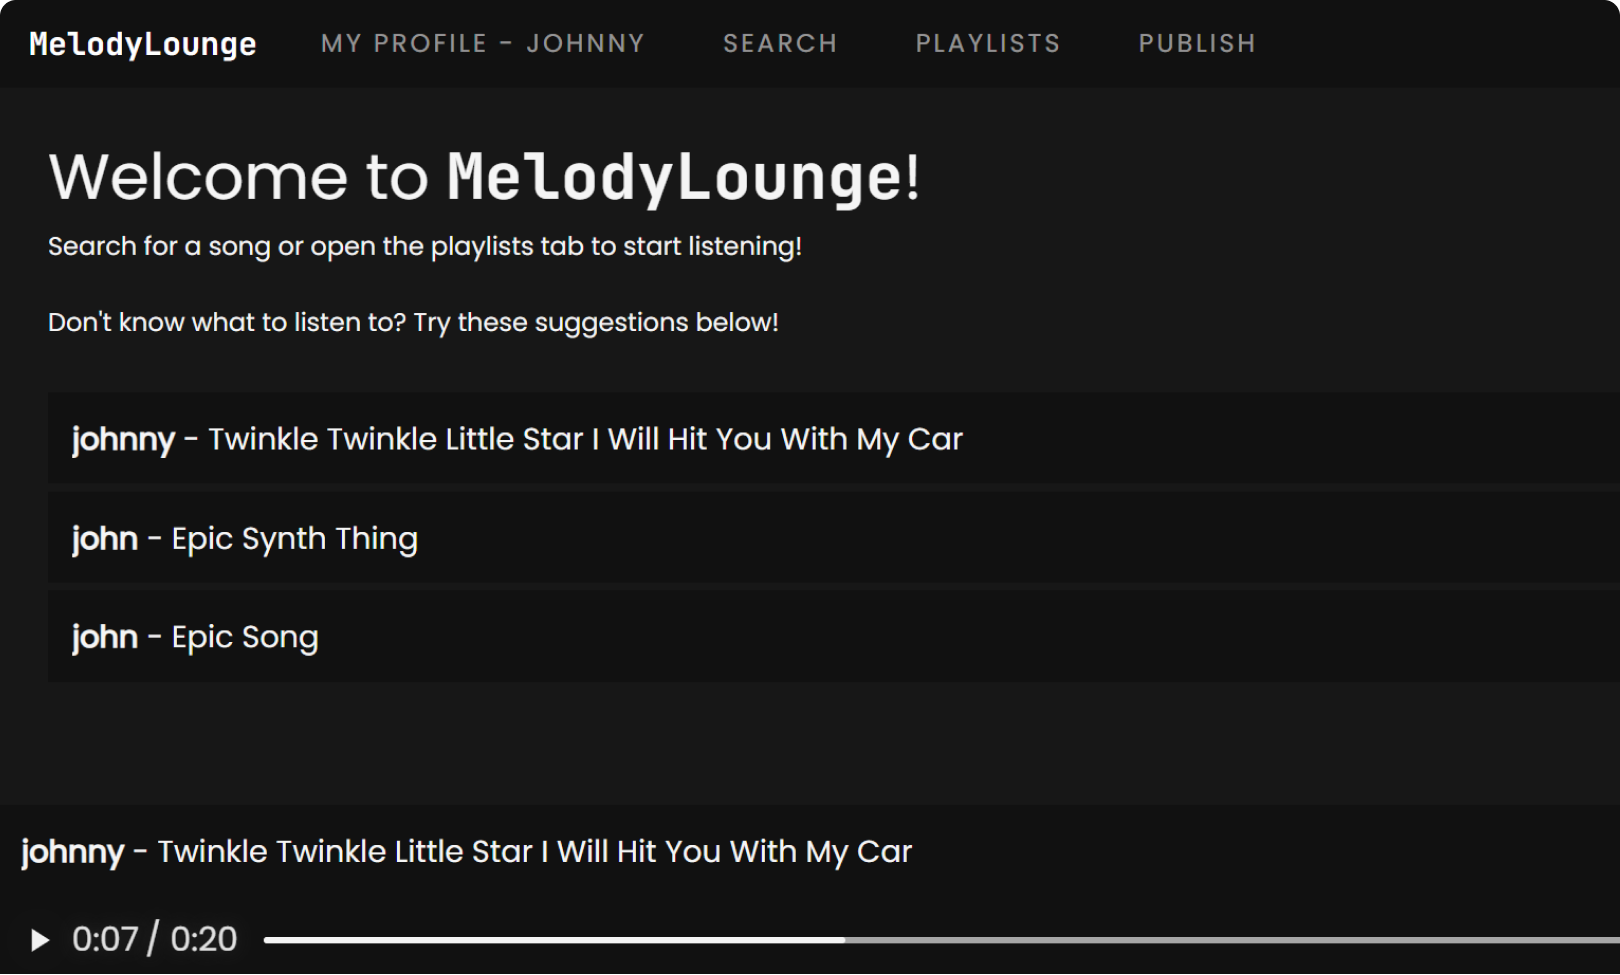 MelodyLounge MY PROFILE - JOHNNY SEARCH PLAYLISTS PUBLISH
Welcome to MelodyLounge!
Search for a song or open the playlists tab to start listening!
Don't know what to listen to? Try these suggestions below!
johnny - Twinkle Twinkle Little Star I Will Hit You With My Car
john - Epic Synth Thing
john - Epic Song
johnny - Twinkle Twinkle Little Star I Will Hit You With My Car
0:07 / 0:20